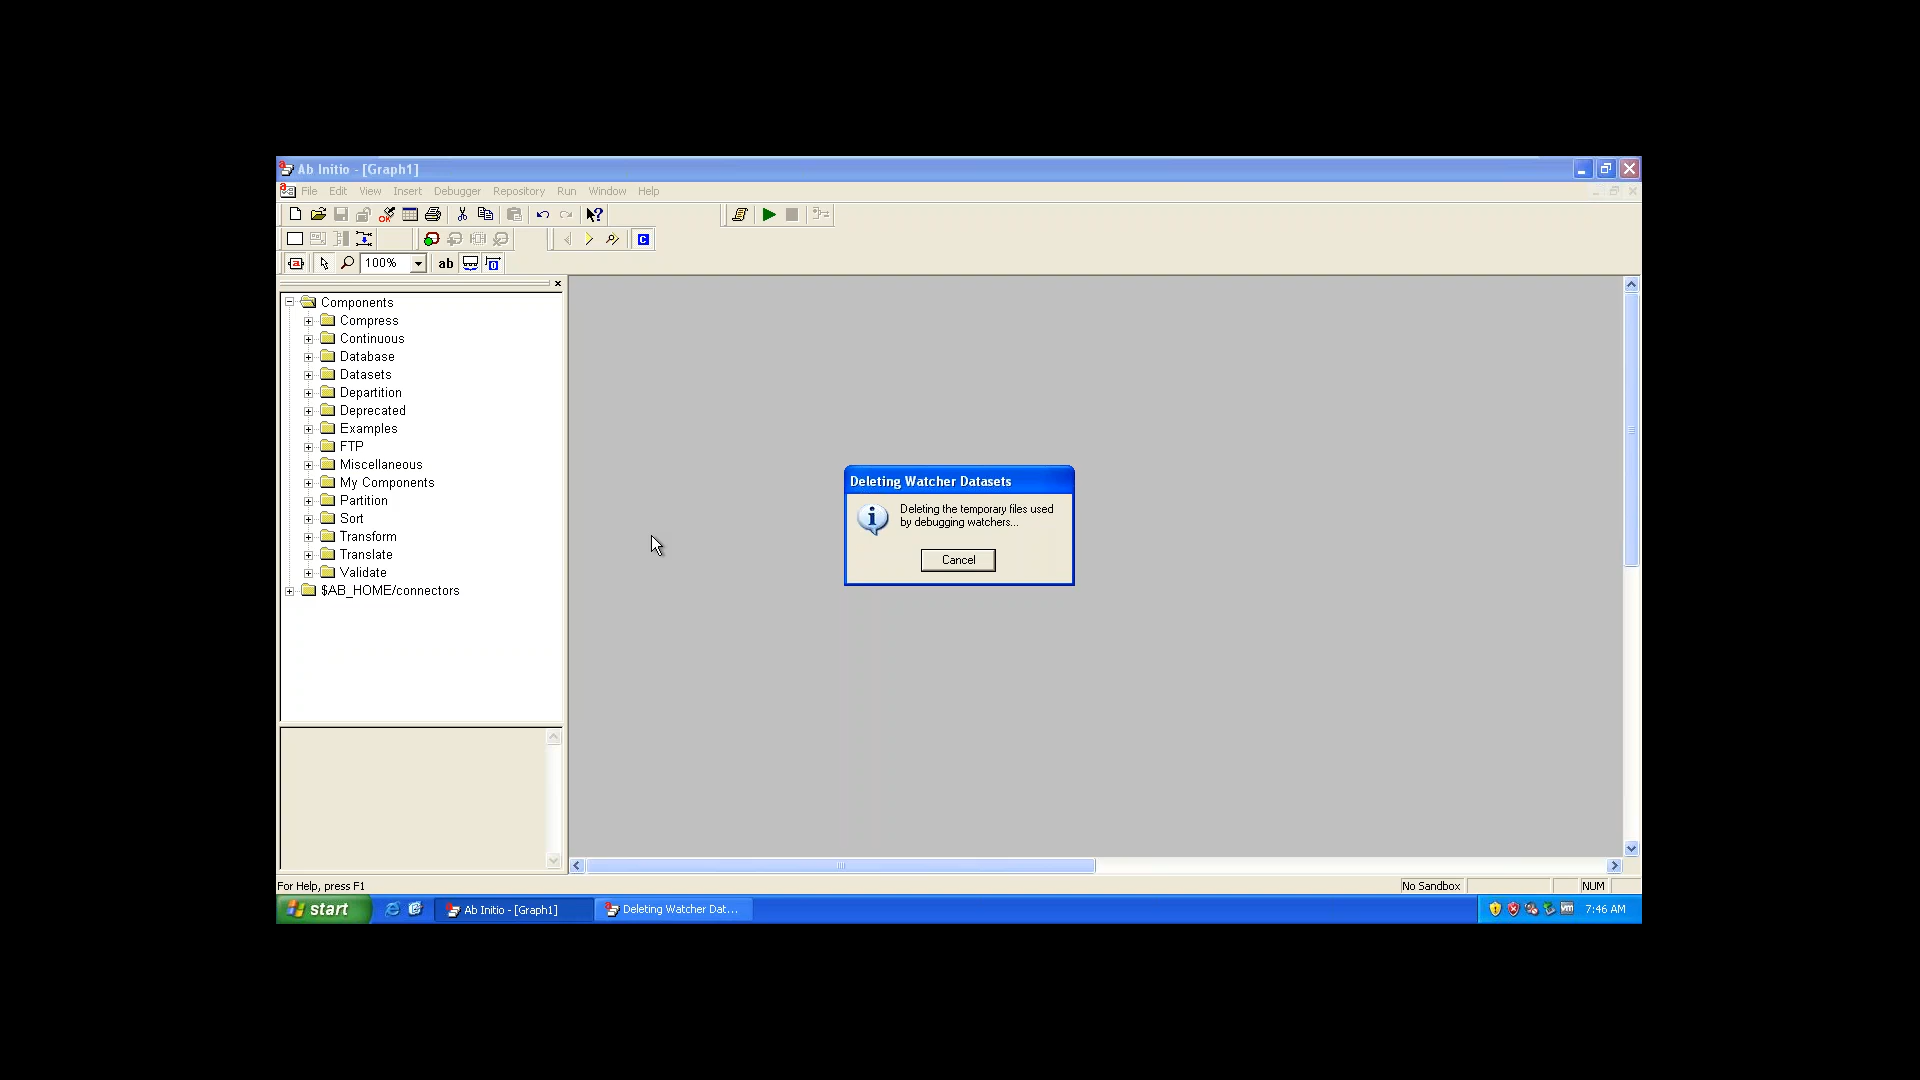 Ab Initio - [Graph1]
File Edit View Insert Debugger Repository Run Window Help
100%
ab
Components
Compress
Continuous
Database
Datasets
Departition
Deprecated
Examples
FTP
Miscellaneous
My Components
Partition
Sort
Transform
Translate
Validate
$AB_HOME/connectors
Deleting Watcher Datasets
Deleting the temporary files used
by debugging watchers...
Cancel
For Help, press F1
No Sandbox
NUM
start
Ab Initio - [Graph1]
Deleting Watcher Dat...
7:46 AM